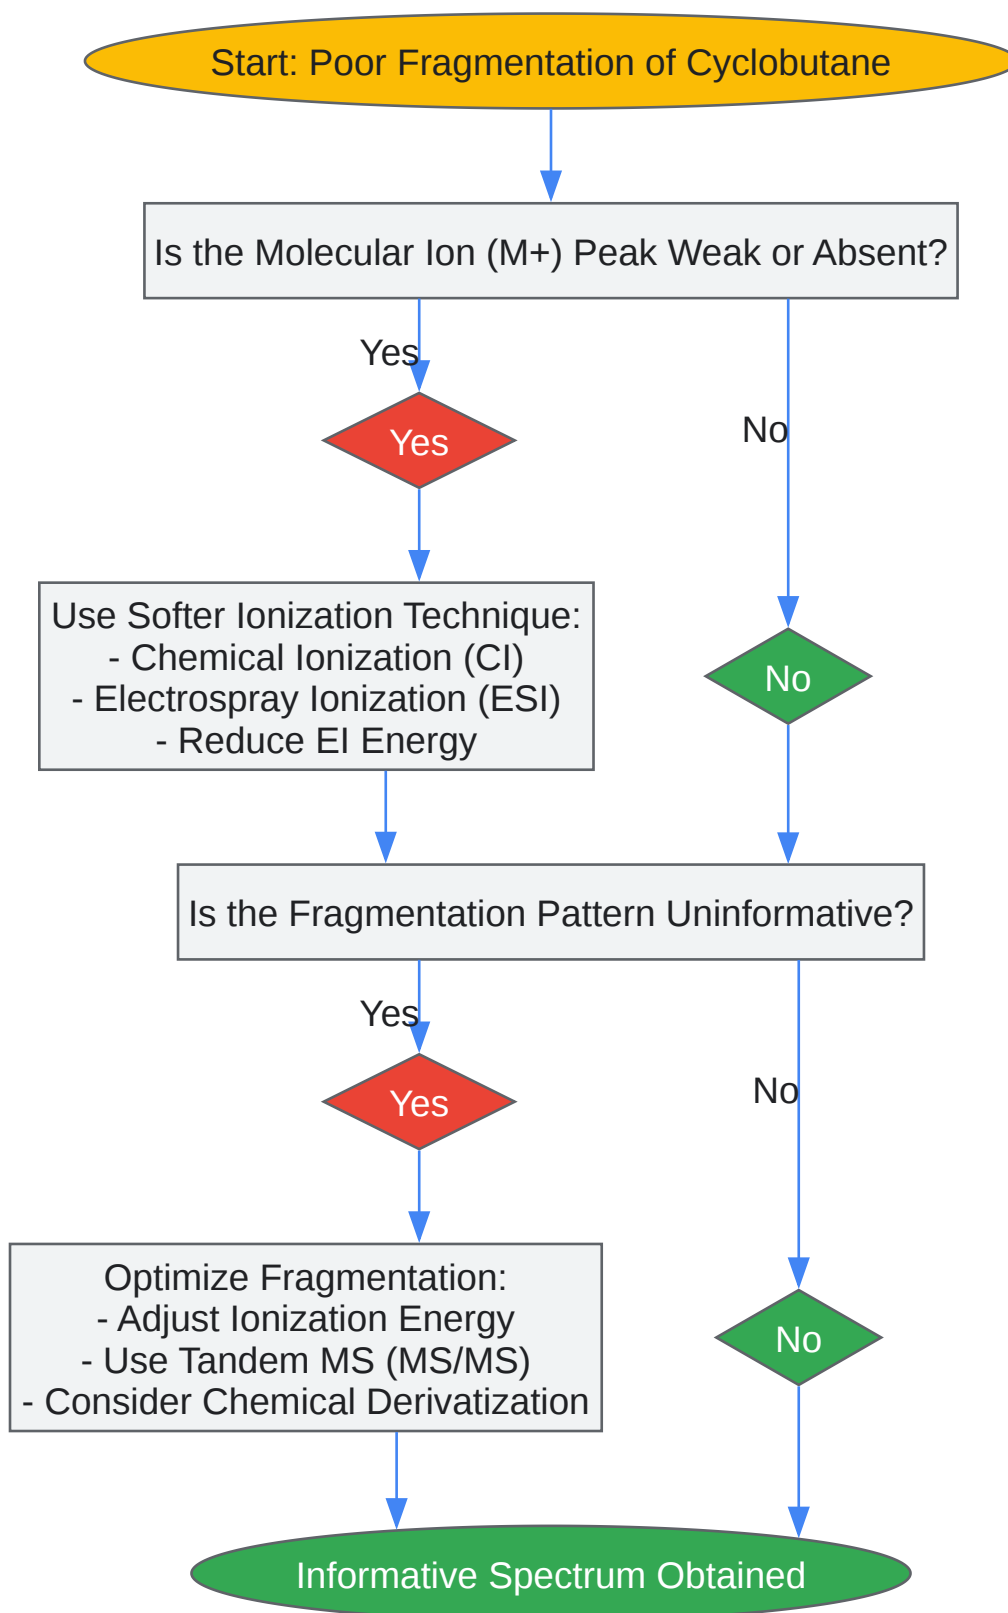 Start: Poor Fragmentation of Cyclobutane
Is the Molecular Ion (M+) Peak Weak or Absent?
Yes
No
Yes
Use Softer Ionization Technique:
- Chemical Ionization (CI)
- Electrospray Ionization (ESI)
- Reduce EI Energy
No
Is the Fragmentation Pattern Uninformative?
Yes
No
Yes
Optimize Fragmentation:
- Adjust Ionization Energy
- Use Tandem MS (MS/MS)
- Consider Chemical Derivatization
No
Informative Spectrum Obtained